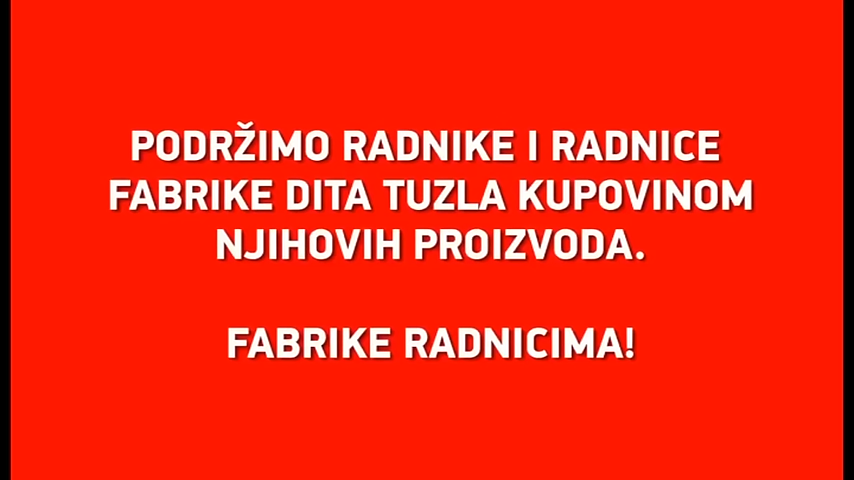 PODRŽIMO RADNIKE I RADNICE
FABRIKE DITA TUZLA KUPOVINOM
NJIHOVIH PROIZVODA.
FABRIKE RADNICIMA!